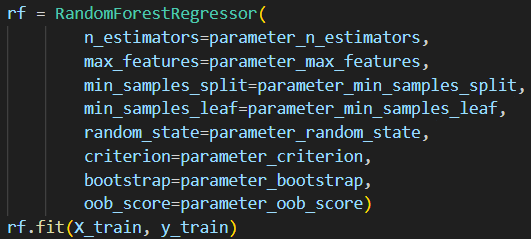 rf = RandomForestRegressor(
        n_estimators=parameter_n_estimators,
        max_features=parameter_max_features,
        min_samples_split=parameter_min_samples_split,
        min_samples_leaf=parameter_min_samples_leaf,
        random_state=parameter_random_state,
        criterion=parameter_criterion,
        bootstrap=parameter_bootstrap,
        oob_score=parameter_oob_score)
rf.fit(X_train, y_train)